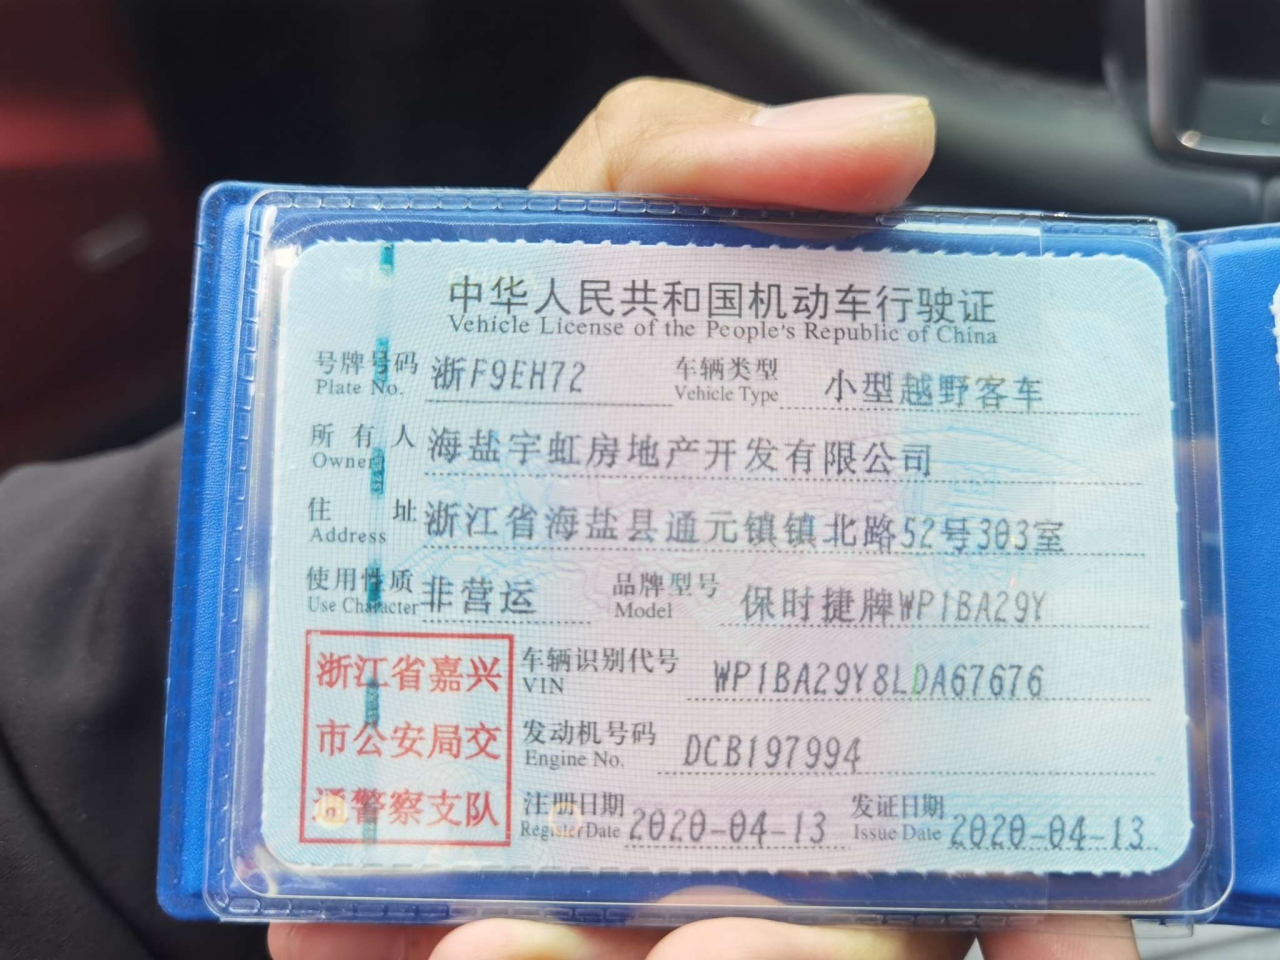 中华人民共和国机动车行驶证
Vehicle License of the People's Republic of China
号牌号码 浙F9EH72 车辆类型 小型越野客车
Plate No. Vehicle Type
所有人 海盐宇虹房地产开发有限公司
Owner
住址 浙江省海盐县通元镇镇北路52号303室
Address
使用性质 非营运 品牌型号 保时捷牌WP1BA29Y
Use Character Model
浙江省嘉兴
市公安局交
通警察支队
车辆识别代号 WP1BA29Y8LDA67676
VIN
发动机号码 DCB197994
Engine No.
注册日期 2020-04-13 发证日期 2020-04-13
Register Date Issue Date